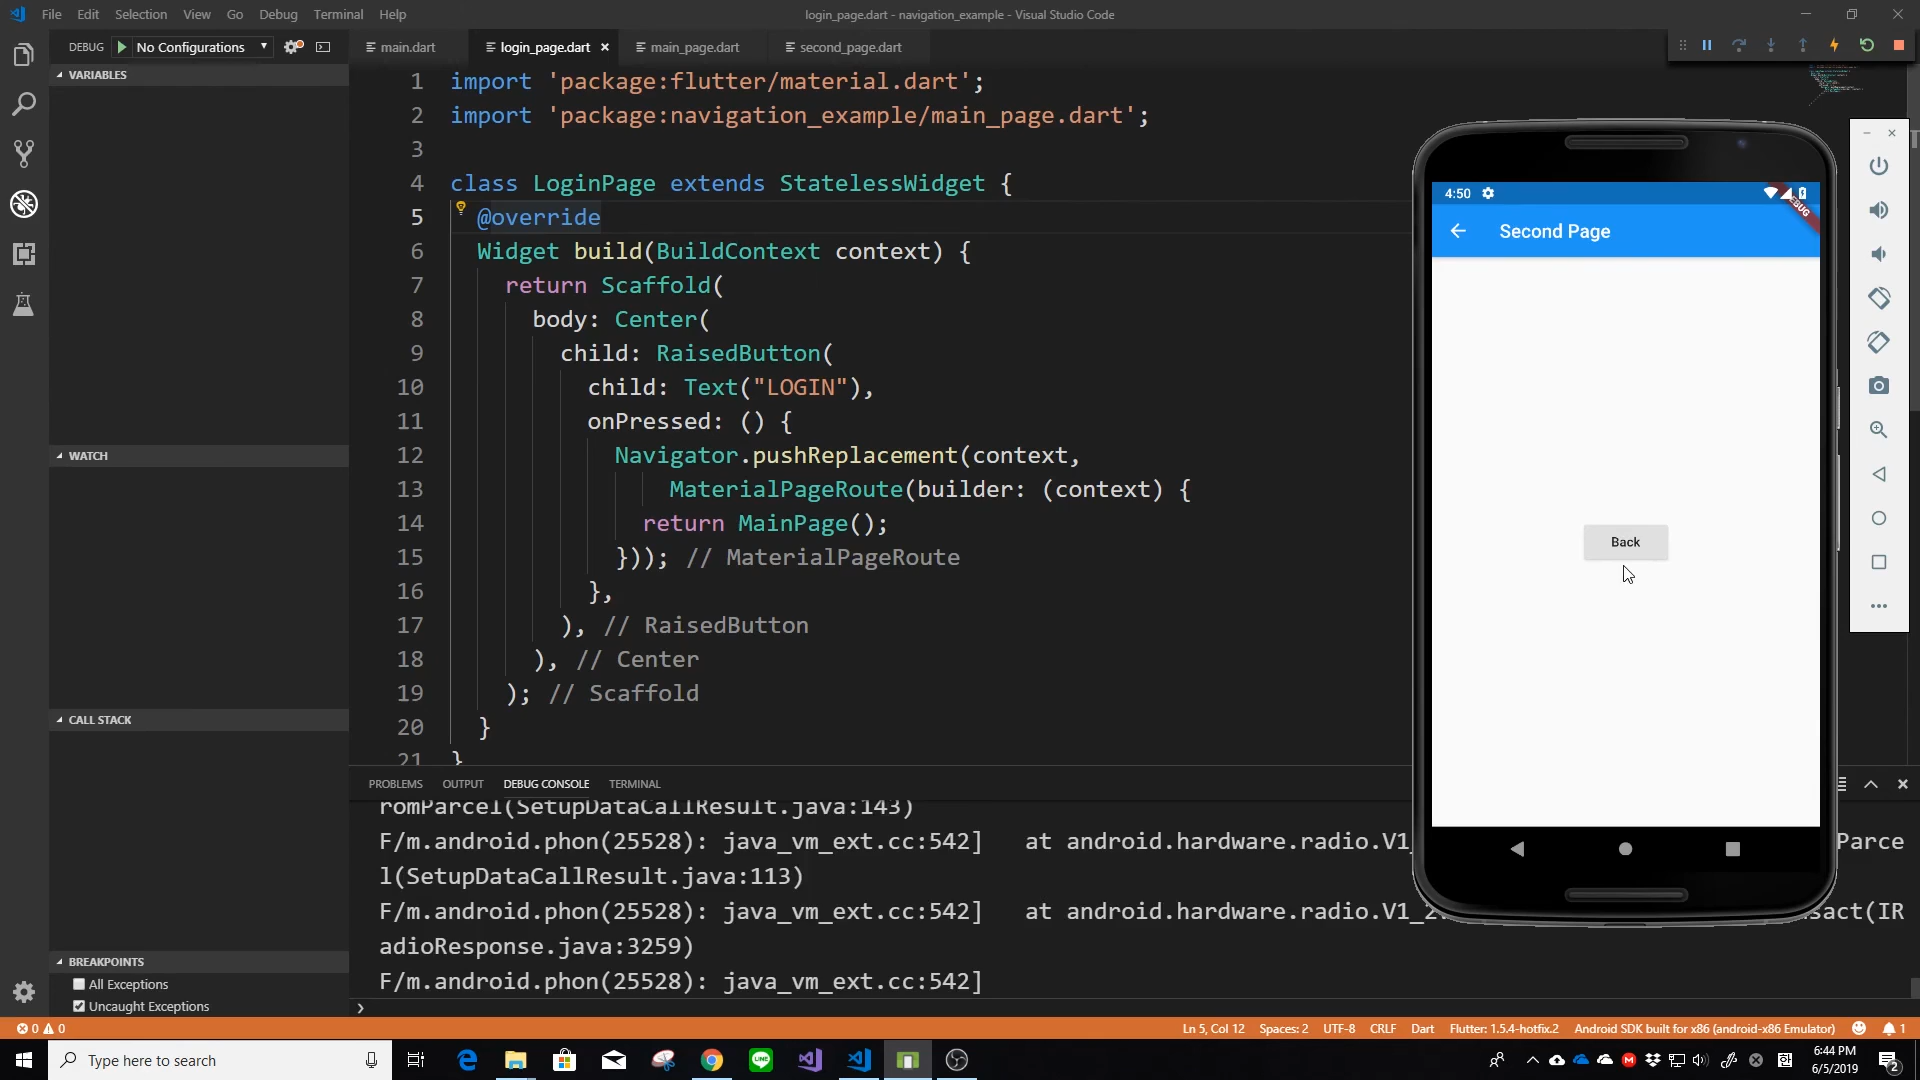 File Edit Selection View Go Debug Terminal Help
login_page.dart - navigation_example - Visual Studio Code
DEBUG No Configurations
main.dart login_page.dart main_page.dart second_page.dart
VARIABLES
WATCH
CALL STACK
BREAKPOINTS
All Exceptions
Uncaught Exceptions
1 import 'package:flutter/material.dart';
2 import 'package:navigation_example/main_page.dart';
3
4 class LoginPage extends StatelessWidget {
5 @override
6 Widget build(BuildContext context) {
7 return Scaffold(
8 body: Center(
9 child: RaisedButton(
10 child: Text("LOGIN"),
11 onPressed: () {
12 Navigator.pushReplacement(context,
13 MaterialPageRoute(builder: (context) {
14 return MainPage();
15 })); // MaterialPageRoute
16 },
17 ), // RaisedButton
18 ), // Center
19 ); // Scaffold
20 }
21 }
4:50
DEBUG
Second Page
Back
PROBLEMS OUTPUT DEBUG CONSOLE TERMINAL
romParcel(SetupDataCallResult.java:143)
F/m.android.phon(25528): java_vm_ext.cc:542] at android.hardware.radio.V1_ Parce
l(SetupDataCallResult.java:113)
F/m.android.phon(25528): java_vm_ext.cc:542] at android.hardware.radio.V1_2 sact(IR
adioResponse.java:3259)
F/m.android.phon(25528): java_vm_ext.cc:542]
0 0
Ln 5, Col 12 Spaces: 2 UTF-8 CRLF Dart Flutter: 1.5.4-hotfix.2 Android SDK built for x86 (android-x86 Emulator) 1
Type here to search
LINE
6:44 PM
6/5/2019
2